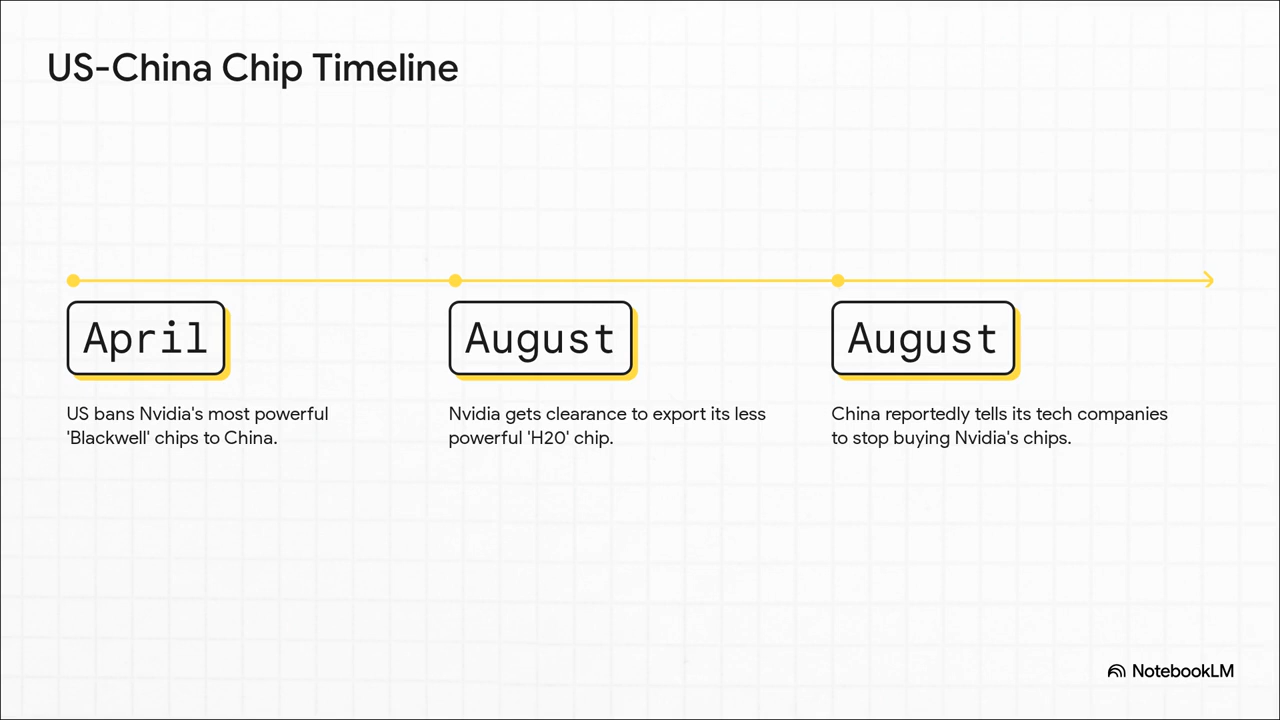 US-China Chip Timeline
April
US bans Nvidia's most powerful
'Blackwell' chips to China.
August
Nvidia gets clearance to export its less
powerful 'H20' chip.
August
China reportedly tells its tech companies
to stop buying Nvidia's chips.
NotebookLM